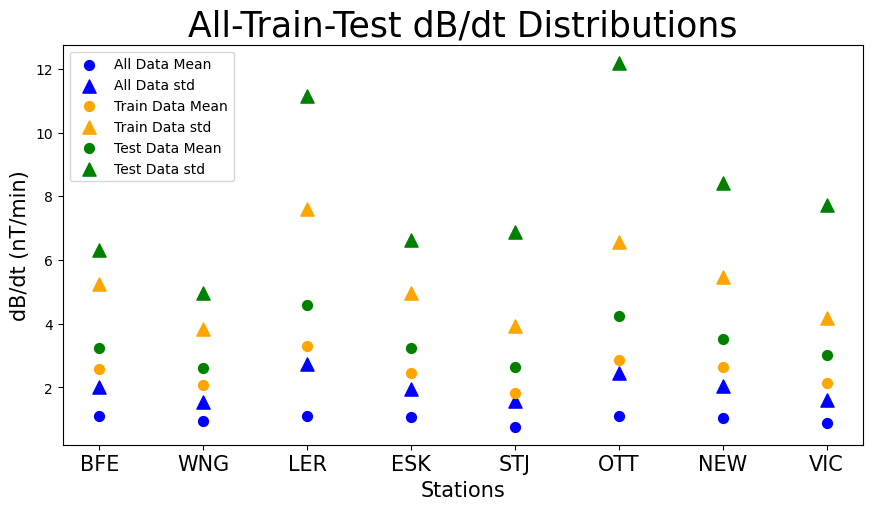 All-Train-Test dB/dt Distributions
dB/dt (nT/min)
12
10
8
6
4
2
All Data Mean
All Data std
Train Data Mean
Train Data std
Test Data Mean
Test Data std
BFE WNG LER ESK STJ OTT NEW VIC
Stations